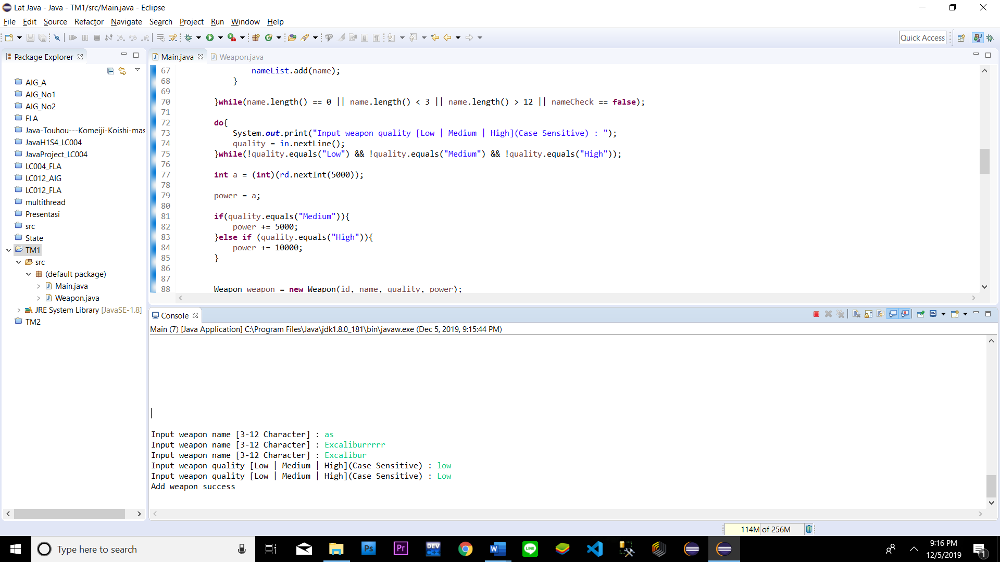 Lat Java - Java - TM1/src/Main.java - Eclipse
File Edit Source Refactor Navigate Search Project Run Window Help
Quick Access
Package Explorer
AIG_A
AIG_No1
AIG_No2
FLA
Java-Touhou---Komeiji-Koishi-mas
JavaH1S4_LC004
JavaProject_LC004
LC004_FLA
LC012_AIG
LC012_FLA
multithread
Presentasi
src
State
TM1
src
(default package)
Main.java
Weapon.java
JRE System Library [JavaSE-1.8]
TM2
Main.java Weapon.java
67 nameList.add(name);
68 }
69
70 }while(name.length() == 0 || name.length() < 3 || name.length() > 12 || nameCheck == false);
71
72 do{
73 System.out.print("Input weapon quality [Low | Medium | High](Case Sensitive) : ");
74 quality = in.nextLine();
75 }while(!quality.equals("Low") && !quality.equals("Medium") && !quality.equals("High"));
76
77 int a = (int)(rd.nextInt(5000));
78
79 power = a;
80
81 if(quality.equals("Medium")){
82 power += 5000;
83 }else if (quality.equals("High")){
84 power += 10000;
85 }
86
87
88 Weapon weapon = new Weapon(id, name, quality, power);
Console
Main (7) [Java Application] C:\Program Files\Java\jdk1.8.0_181\bin\javaw.exe (Dec 5, 2019, 9:15:44 PM)
Input weapon name [3-12 Character] : as
Input weapon name [3-12 Character] : Excaliburrrrr
Input weapon name [3-12 Character] : Excalibur
Input weapon quality [Low | Medium | High](Case Sensitive) : low
Input weapon quality [Low | Medium | High](Case Sensitive) : Low
Add weapon success
114M of 256M
Type here to search
Ps
Pr
DEV C++
W
LINE
9:16 PM
12/5/2019
1